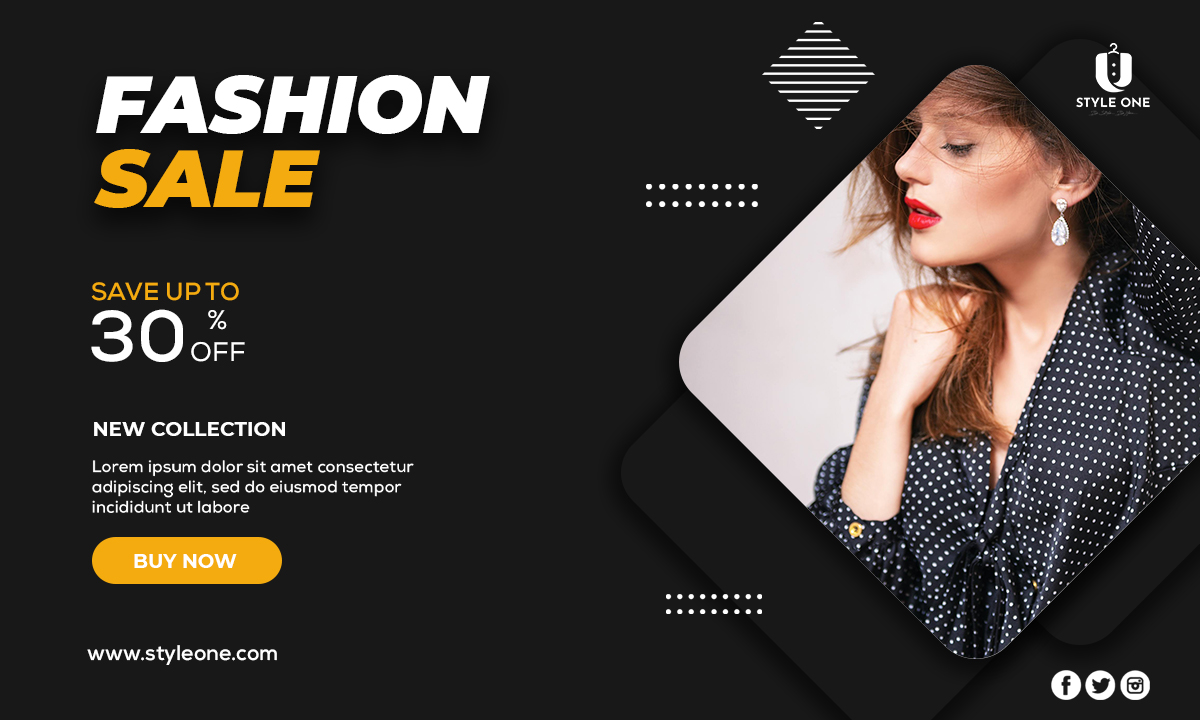 FASHION
SALE
STYLE ONE
SAVE UP TO
30 %
OFF
NEW COLLECTION
Lorem ipsum dolor sit amet consectetur
adipiscing elit, sed do eiusmod tempor
incididunt ut labore
BUY NOW
www.styleone.com